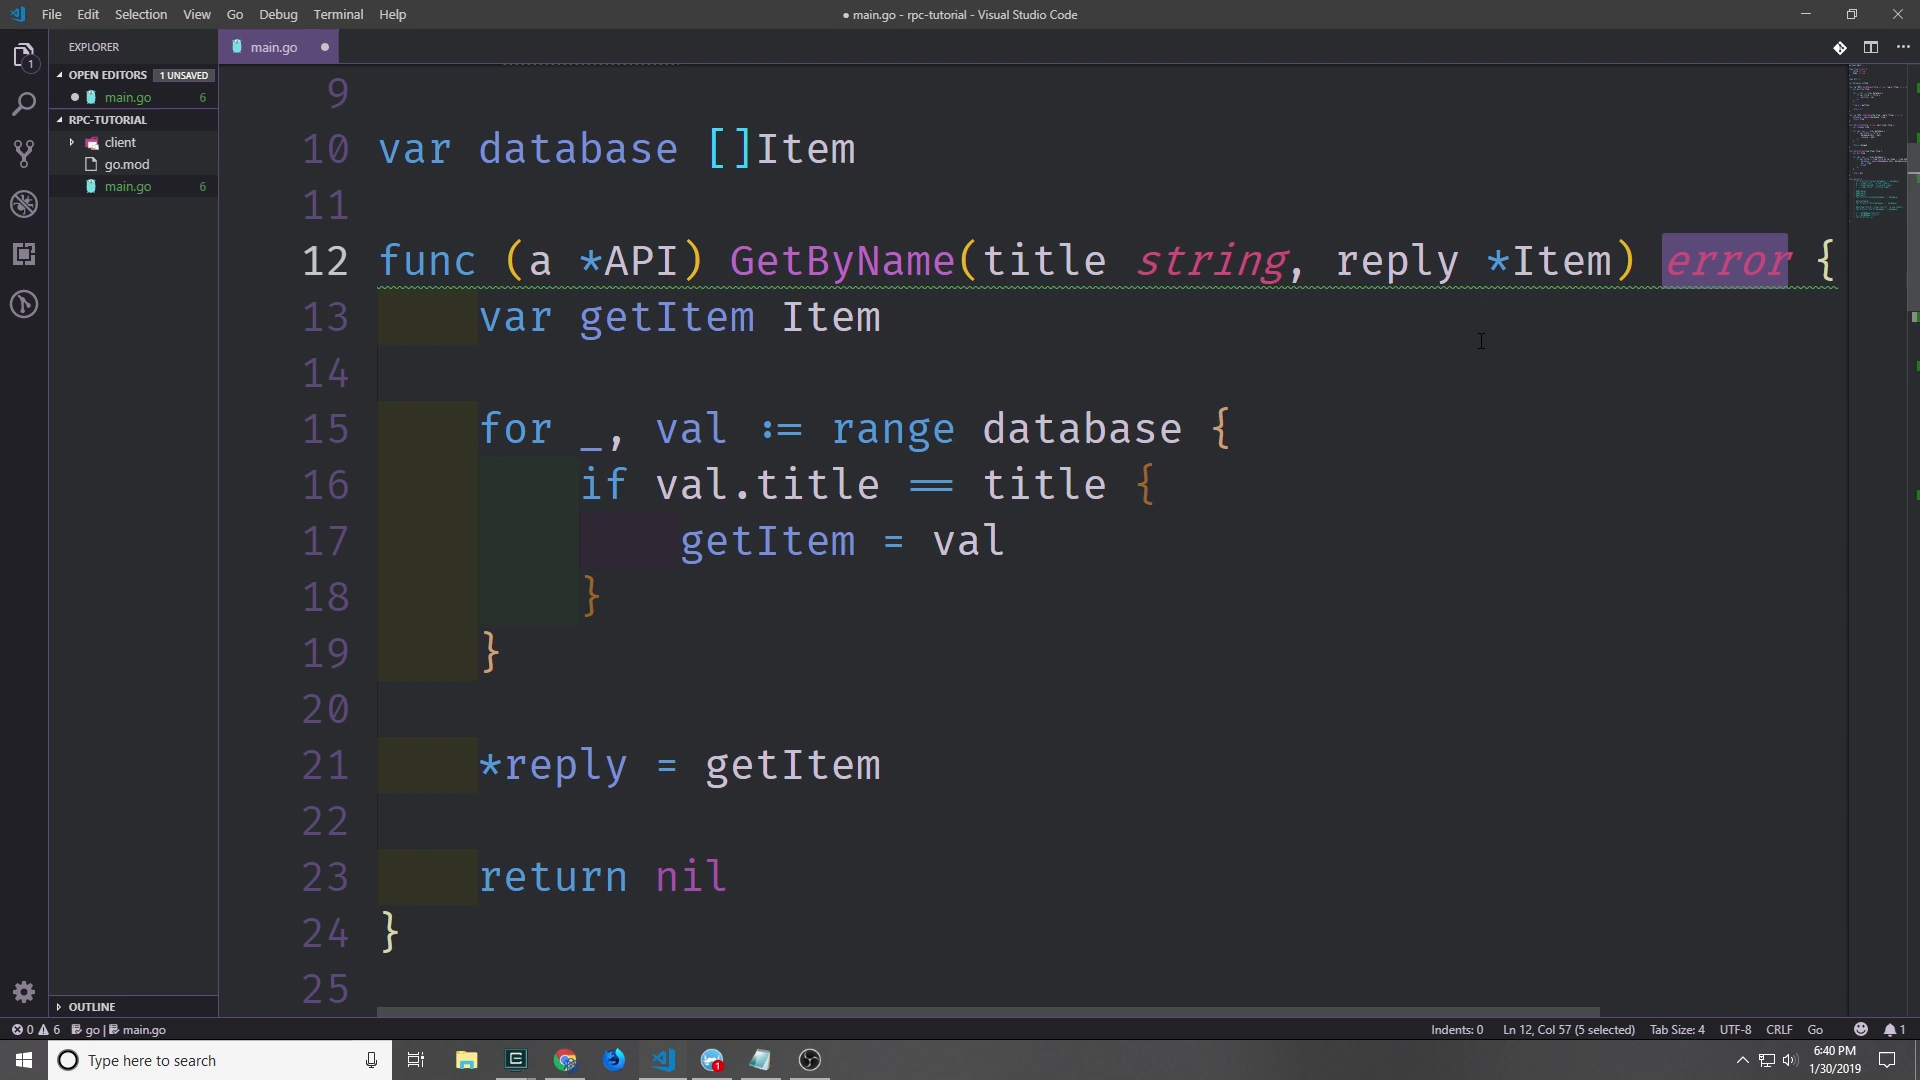 File Edit Selection View Go Debug Terminal Help
● main.go - rpc-tutorial - Visual Studio Code
EXPLORER
main.go
1
OPEN EDITORS 1 UNSAVED
main.go 6
RPC-TUTORIAL
client
go.mod
main.go 6
OUTLINE
9
10 var database []Item
11
12 func (a *API) GetByName(title string, reply *Item) error {
13 var getItem Item
14
15 for _, val := range database {
16 if val.title == title {
17 getItem = val
18 }
19 }
20
21 *reply = getItem
22
23 return nil
24 }
25
0 6 go | main.go
Indents: 0 Ln 12, Col 57 (5 selected) Tab Size: 4 UTF-8 CRLF Go 1
Type here to search
1
6:40 PM
1/30/2019